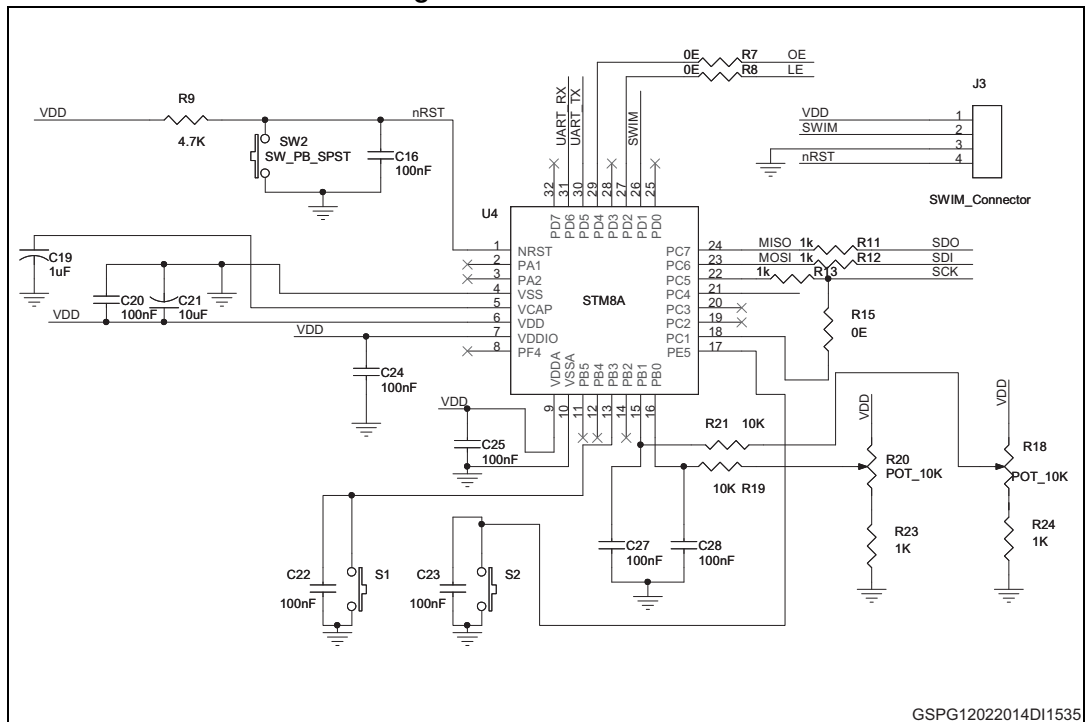 0E R7 OE
0E R8 LE
J3
VDD 1
SWIM 2
3
nRST 4
SWIM_Connector
R9
VDD
nRST
4.7K
SW2
SW_PB_SPST
C16
100nF
UART_RX
UART_TX
SWIM
32 31 30 29 28 27 26 25
PD7 PD6 PD5 PD4 PD3 PD2 PD1 PD0
U4
1 NRST
2 PA1
3 PA2
4 VSS
5 VCAP
6 VDD
7 VDDIO
8 PF4
STM8A
PC7 24
PC6 23
PC5 22
PC4 21
PC3 20
PC2 19
PC1 18
PE5 17
MISO 1k R11 SDO
MOSI 1k R12 SDI
1k R13 SCK
R15
0E
C19
1uF
C20
100nF
C21
10uF
VDD
VDD
C24
100nF
VDDA VSSA PB5 PB4 PB3 PB2 PB1 PB0
9 10 11 12 13 14 15 16
VDD
C25
100nF
R21 10K
10K R19
VDD
R20
POT_10K
R23
1K
VDD
R18
POT_10K
R24
1K
C27
100nF
C28
100nF
C22
100nF
S1
C23
100nF
S2
GSPG12022014DI1535